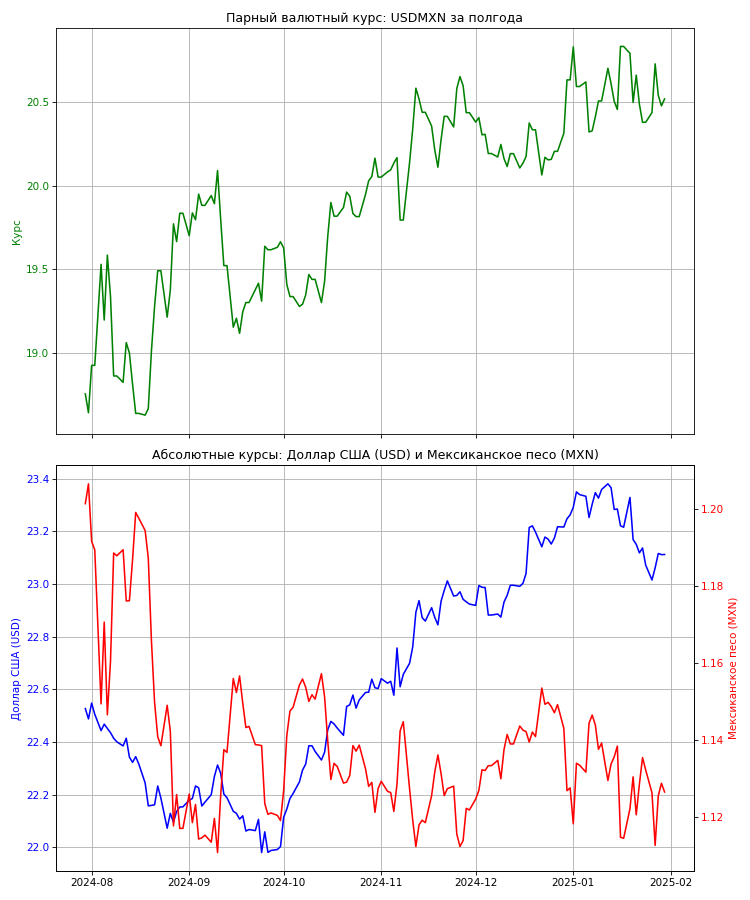 Парный валютный курс: USDMXN за полгода
Курс
20.5
20.0
19.5
19.0
Абсолютные курсы: Доллар США (USD) и Мексиканское песо (MXN)
Доллар США (USD)
23.4
23.2
23.0
22.8
22.6
22.4
22.2
22.0
1.20
1.18
1.16
1.14
1.12
Мексиканское песо (MXN)
2024-08 2024-09 2024-10 2024-11 2024-12 2025-01 2025-02